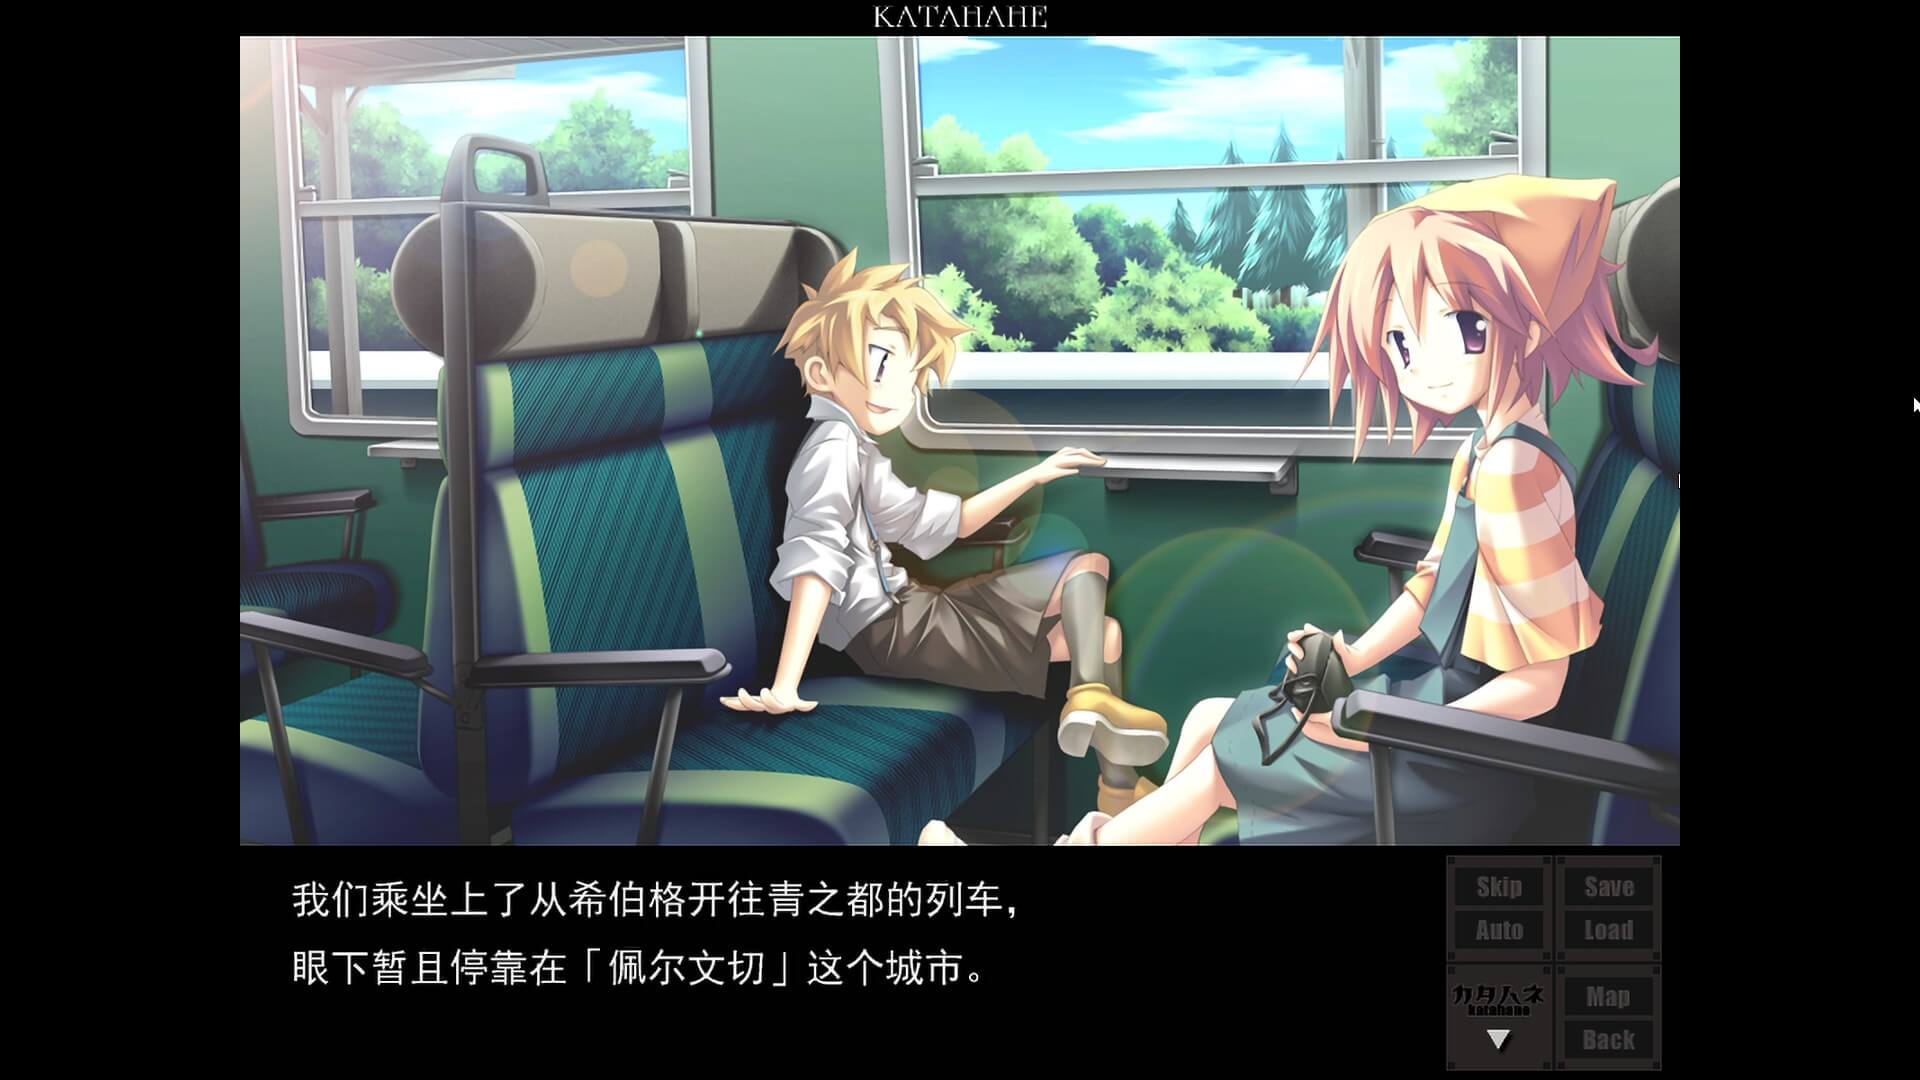 KATAHAHE
我们乘坐上了从希伯格开往青之都的列车，
眼下暂且停靠在「佩尔文切」这个城市。
Skip
Save
Auto
Load
カタハネ
katahane
Map
Back